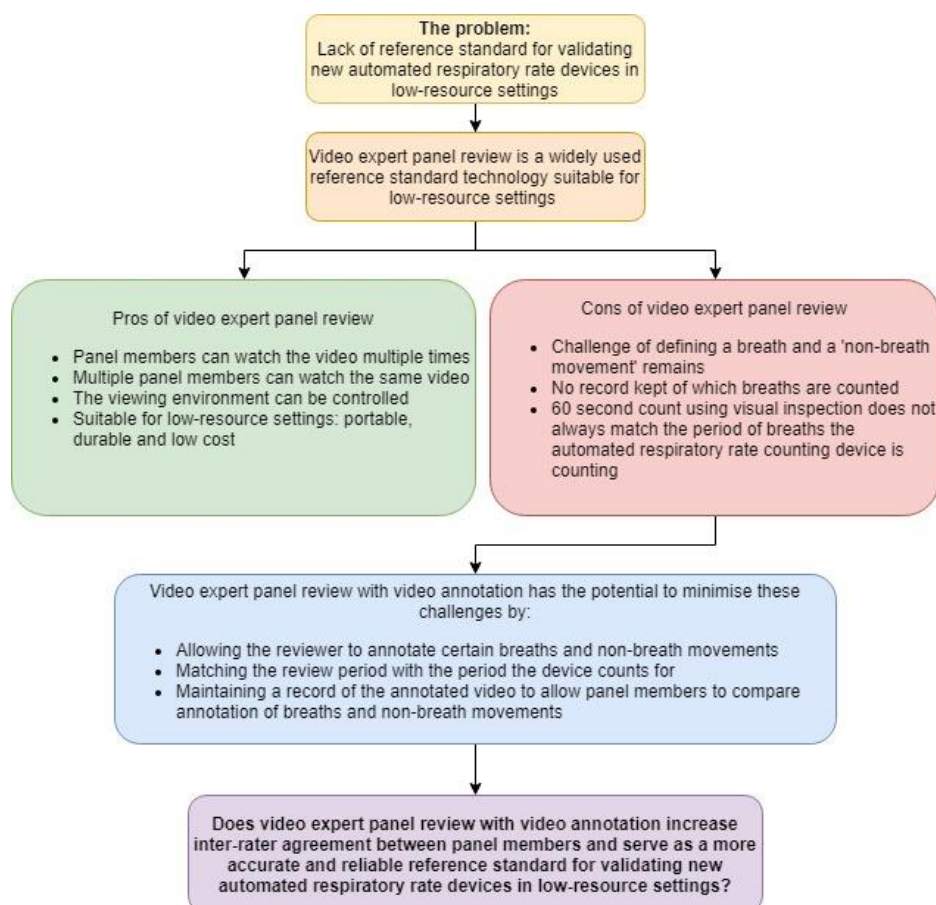 The problem:
Lack of reference standard for validating
new automated respiratory rate devices in
low-resource settings
Video expert panel review is a widely used
reference standard technology suitable for
low-resource settings
Pros of video expert panel review
• Panel members can watch the video multiple times
• Multiple panel members can watch the same video
• The viewing environment can be controlled
• Suitable for low-resource settings: portable,
durable and low cost
Cons of video expert panel review
• Challenge of defining a breath and a 'non-breath
movement' remains
• No record kept of which breaths are counted
• 60 second count using visual inspection does not
always match the period of breaths the
automated respiratory rate counting device is
counting
Video expert panel review with video annotation has the potential to minimise these
challenges by:
• Allowing the reviewer to annotate certain breaths and non-breath movements
• Matching the review period with the period the device counts for
• Maintaining a record of the annotated video to allow panel members to compare
annotation of breaths and non-breath movements
Does video expert panel review with video annotation increase
inter-rater agreement between panel members and serve as a more
accurate and reliable reference standard for validating new
automated respiratory rate devices in low-resource settings?